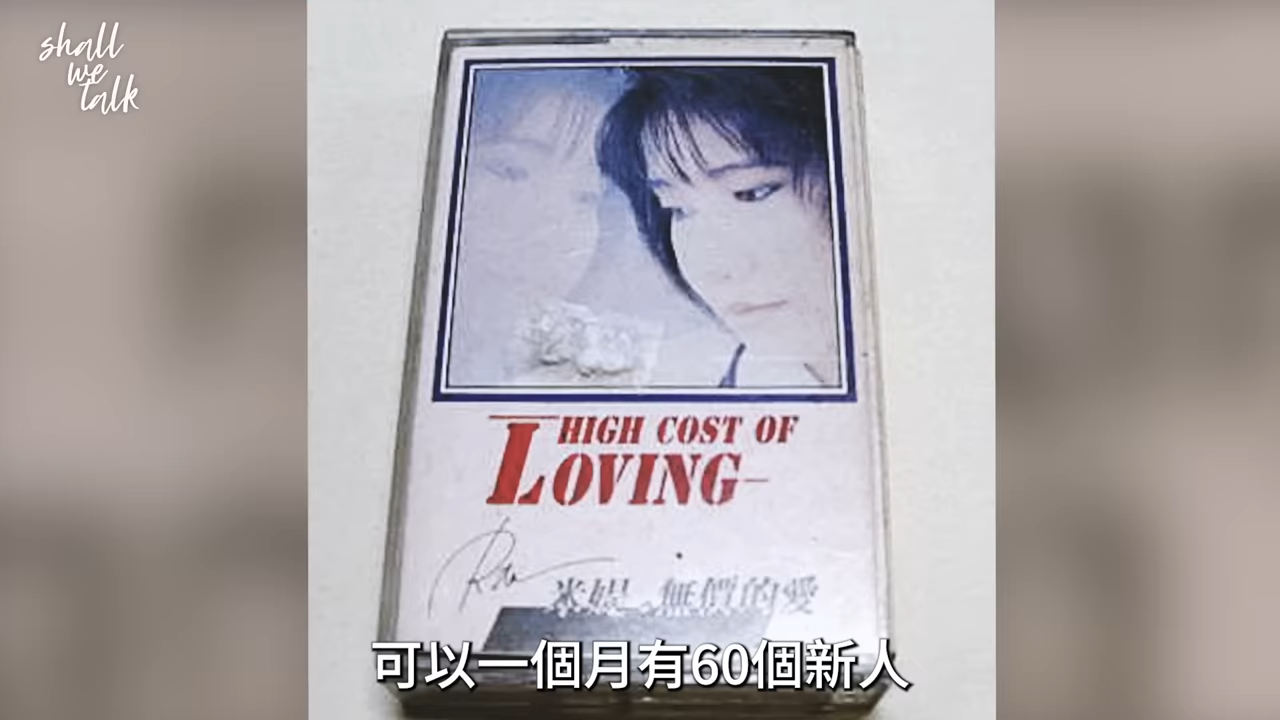 shall
we
talk
HIGH COST OF
LOVING
米媞 無價的愛
可以一個月有60個新人